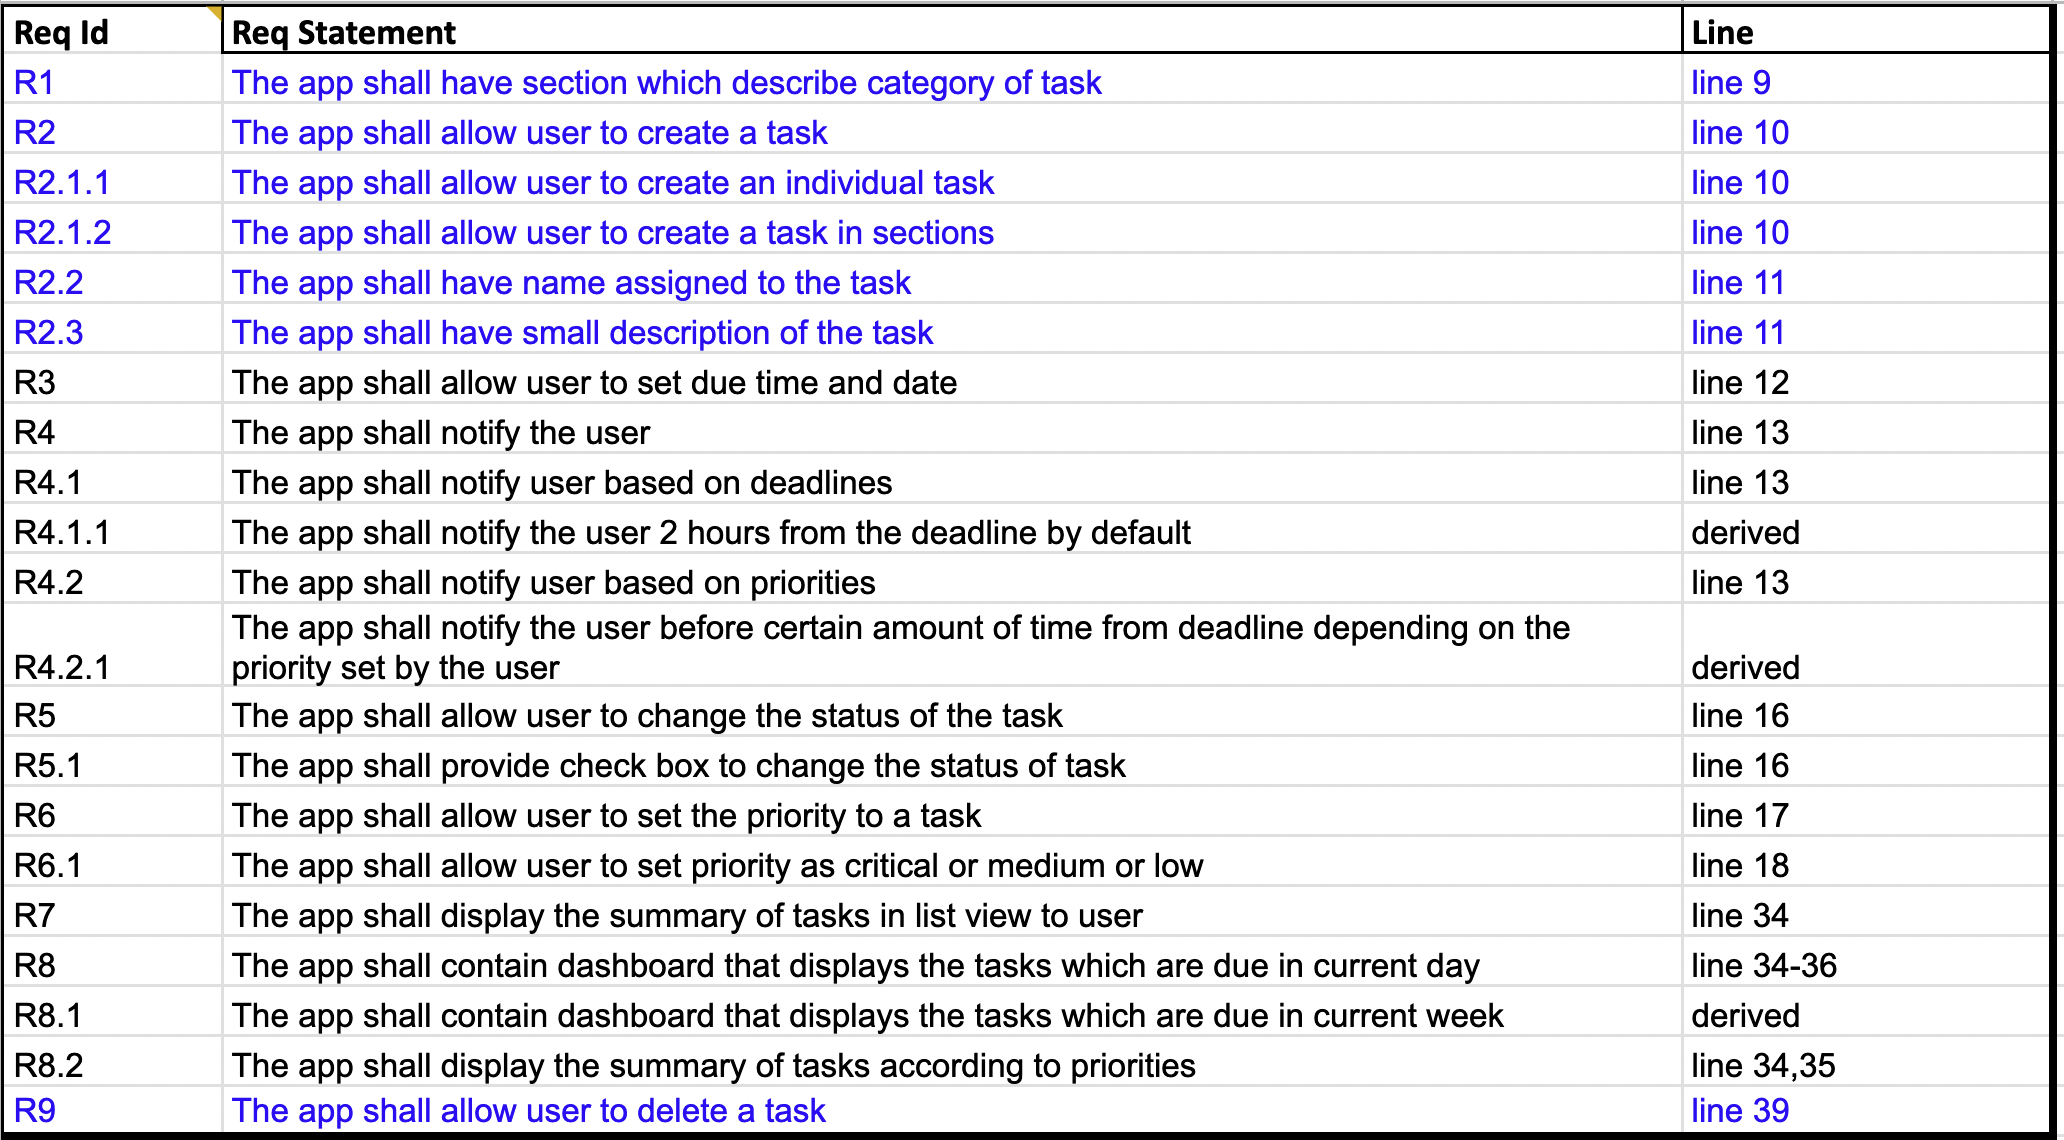 Req Id Req Statement Line
R1 The app shall have section which describe category of task line 9
R2 The app shall allow user to create a task line 10
R2.1.1 The app shall allow user to create an individual task line 10
R2.1.2 The app shall allow user to create a task in sections line 10
R2.2 The app shall have name assigned to the task line 11
R2.3 The app shall have small description of the task line 11
R3 The app shall allow user to set due time and date line 12
R4 The app shall notify the user line 13
R4.1 The app shall notify user based on deadlines line 13
R4.1.1 The app shall notify the user 2 hours from the deadline by default derived
R4.2 The app shall notify user based on priorities line 13
The app shall notify the user before certain amount of time from deadline depending on the
R4.2.1 priority set by the user derived
R5 The app shall allow user to change the status of the task line 16
R5.1 The app shall provide check box to change the status of task line 16
R6 The app shall allow user to set the priority to a task line 17
R6.1 The app shall allow user to set priority as critical or medium or low line 18
R7 The app shall display the summary of tasks in list view to user line 34
R8 The app shall contain dashboard that displays the tasks which are due in current day line 34-36
R8.1 The app shall contain dashboard that displays the tasks which are due in current week derived
R8.2 The app shall display the summary of tasks according to priorities line 34,35
R9 The app shall allow user to delete a task line 39